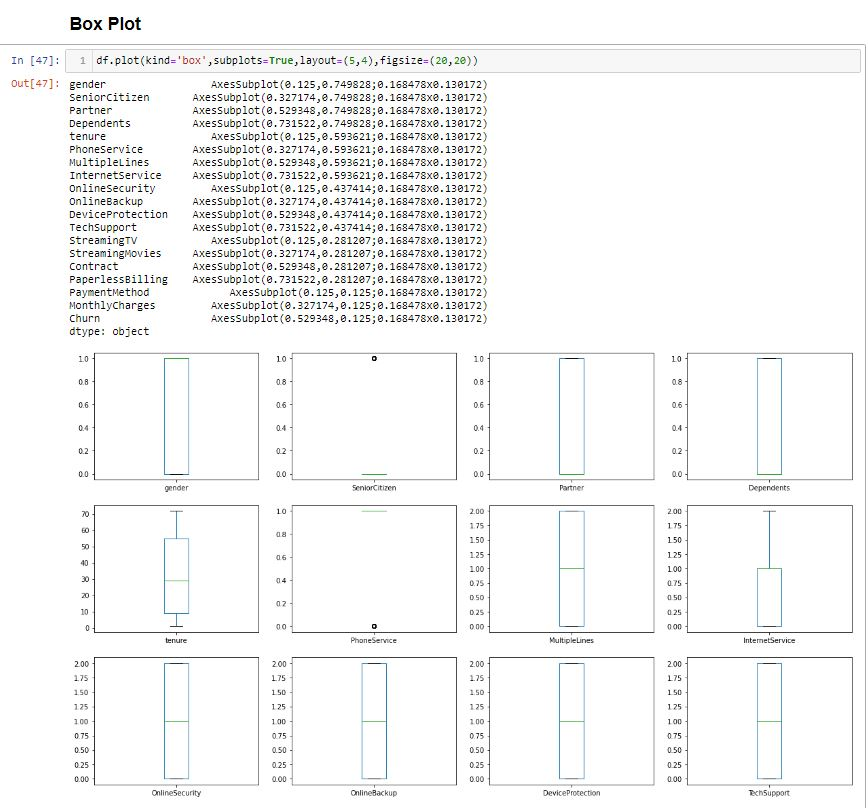 Box Plot
In [47]: 1 df.plot(kind='box',subplots=True,layout=(5,4),figsize=(20,20))
Out[47]: gender AxesSubplot(0.125,0.749828;0.168478x0.130172)
SeniorCitizen AxesSubplot(0.327174,0.749828;0.168478x0.130172)
Partner AxesSubplot(0.529348,0.749828;0.168478x0.130172)
Dependents AxesSubplot(0.731522,0.749828;0.168478x0.130172)
tenure AxesSubplot(0.125,0.593621;0.168478x0.130172)
PhoneService AxesSubplot(0.327174,0.593621;0.168478x0.130172)
MultipleLines AxesSubplot(0.529348,0.593621;0.168478x0.130172)
InternetService AxesSubplot(0.731522,0.593621;0.168478x0.130172)
OnlineSecurity AxesSubplot(0.125,0.437414;0.168478x0.130172)
OnlineBackup AxesSubplot(0.327174,0.437414;0.168478x0.130172)
DeviceProtection AxesSubplot(0.529348,0.437414;0.168478x0.130172)
TechSupport AxesSubplot(0.731522,0.437414;0.168478x0.130172)
StreamingTV AxesSubplot(0.125,0.281207;0.168478x0.130172)
StreamingMovies AxesSubplot(0.327174,0.281207;0.168478x0.130172)
Contract AxesSubplot(0.529348,0.281207;0.168478x0.130172)
PaperlessBilling AxesSubplot(0.731522,0.281207;0.168478x0.130172)
PaymentMethod AxesSubplot(0.125,0.125;0.168478x0.130172)
MonthlyCharges AxesSubplot(0.327174,0.125;0.168478x0.130172)
Churn AxesSubplot(0.529348,0.125;0.168478x0.130172)
dtype: object
1.0 1.0 1.0 1.0
0.8 0.8 0.8 0.8
0.6 0.6 0.6 0.6
0.4 0.4 0.4 0.4
0.2 0.2 0.2 0.2
0.0 0.0 0.0 0.0
gender SeniorCitizen Partner Dependents
70 1.0 2.00 2.00
60 0.8 1.75 1.75
50 0.6 1.50 1.50
40 0.4 1.25 1.25
30 0.2 1.00 1.00
20 0.0 0.75 0.75
10 0.50 0.50
0 0.25 0.25
0.00 0.00
tenure PhoneService MultipleLines InternetService
2.00 2.00 2.00 2.00
1.75 1.75 1.75 1.75
1.50 1.50 1.50 1.50
1.25 1.25 1.25 1.25
1.00 1.00 1.00 1.00
0.75 0.75 0.75 0.75
0.50 0.50 0.50 0.50
0.25 0.25 0.25 0.25
0.00 0.00 0.00 0.00
OnlineSecurity OnlineBackup DeviceProtection TechSupport